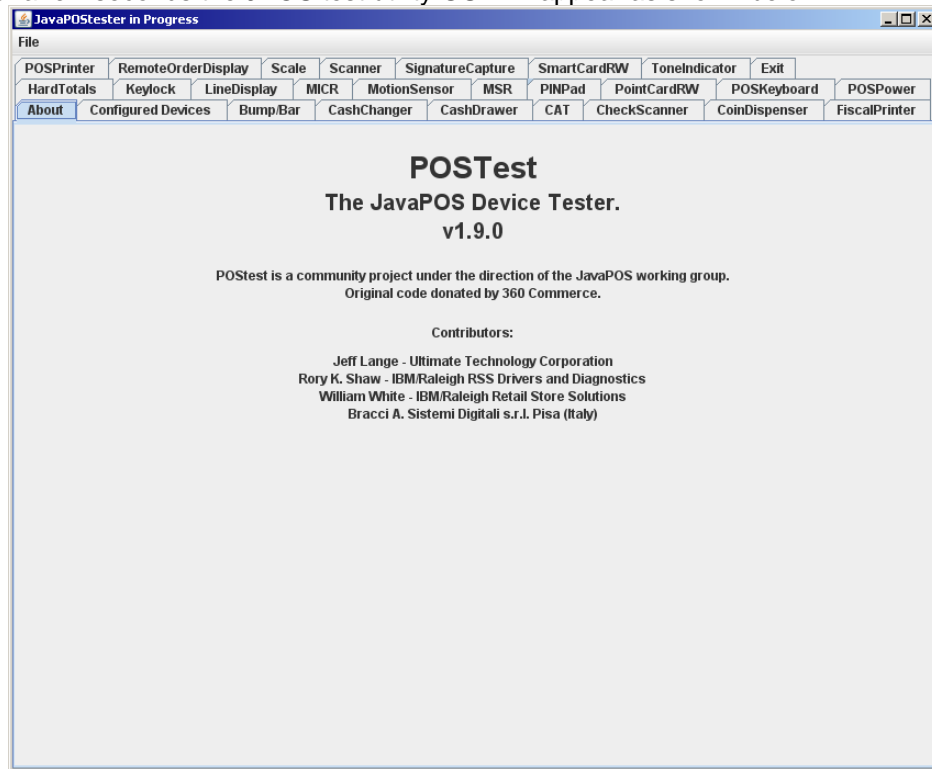 JavaPOStester in Progress
File
POSPrinter RemoteOrderDisplay Scale Scanner SignatureCapture SmartCardRW ToneIndicator Exit
HardTotals Keylock LineDisplay MICR MotionSensor MSR PINPad PointCardRW POSKeyboard POSPower
About Configured Devices Bump/Bar CashChanger CashDrawer CAT CheckScanner CoinDispenser FiscalPrinter
POSTest
The JavaPOS Device Tester.
v1.9.0
POStest is a community project under the direction of the JavaPOS working group.
Original code donated by 360 Commerce.
Contributors:
Jeff Lange - Ultimate Technology Corporation
Rory K. Shaw - IBM/Raleigh RSS Drivers and Diagnostics
William White - IBM/Raleigh Retail Store Solutions
Bracci A. Sistemi Digitali s.r.l. Pisa (Italy)